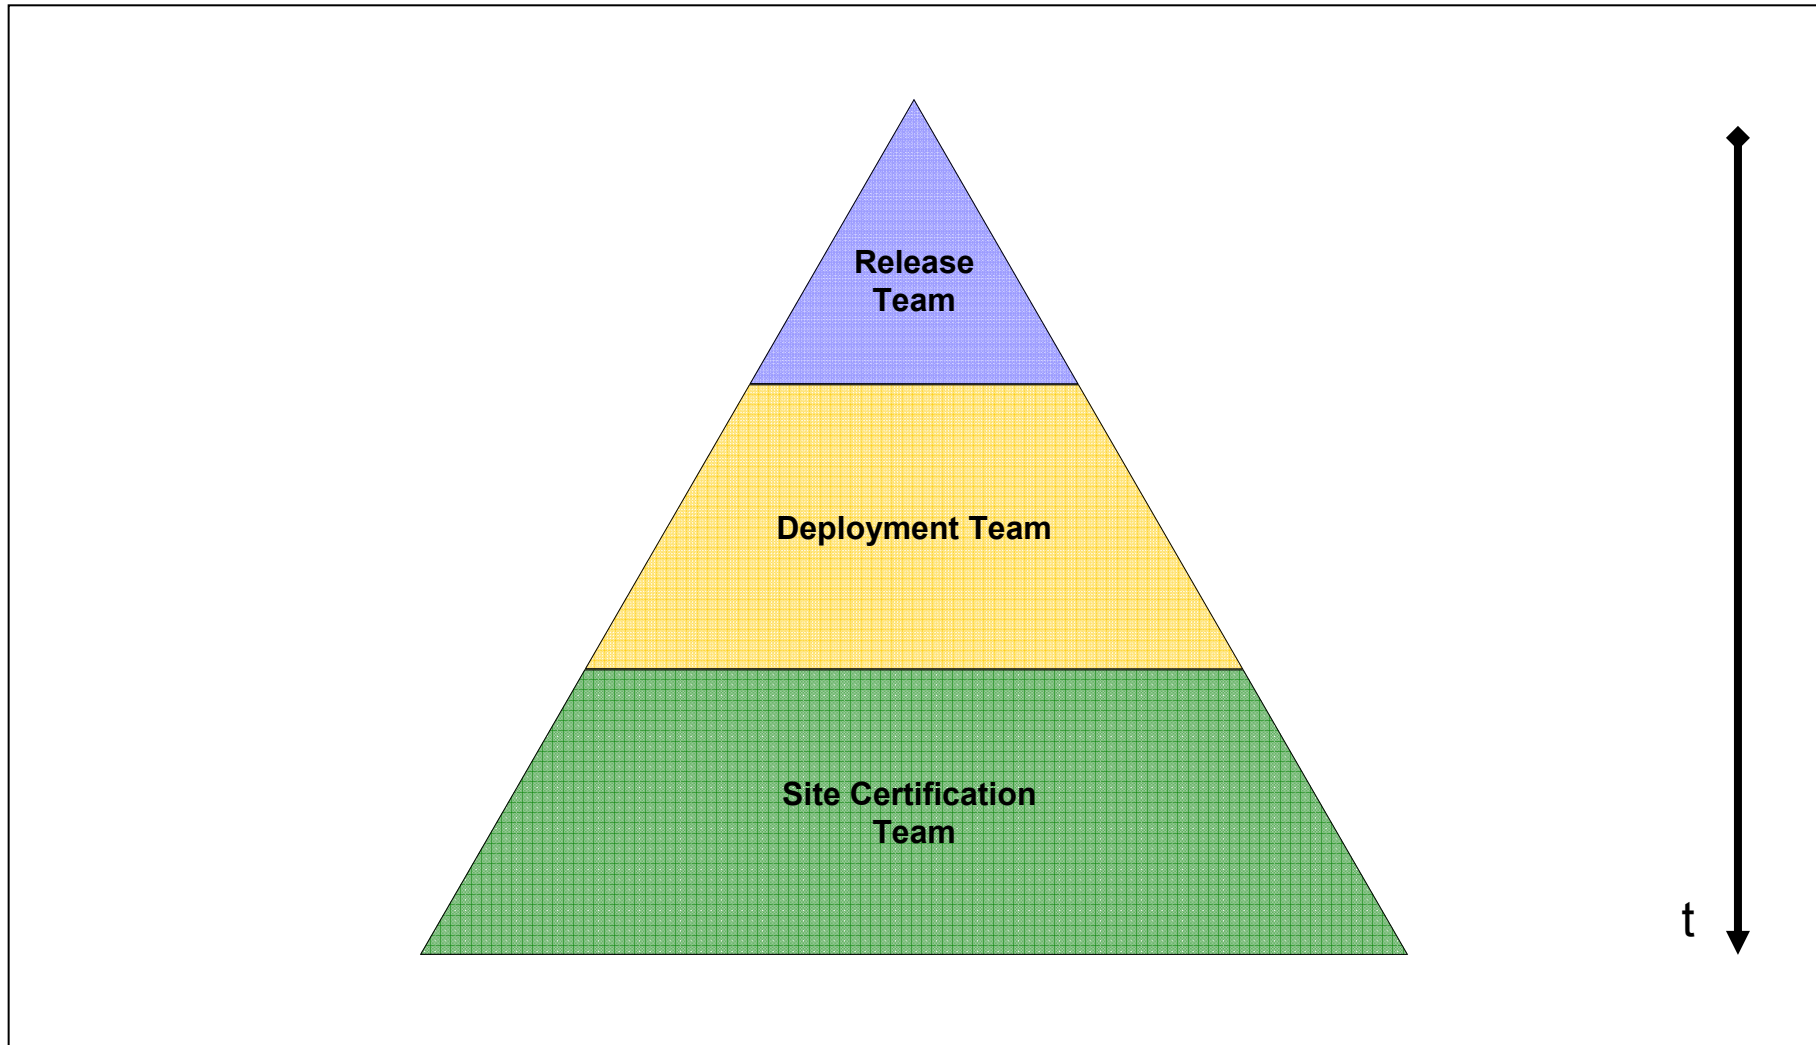 Release
Team
Deployment Team
Site Certification
Team
t